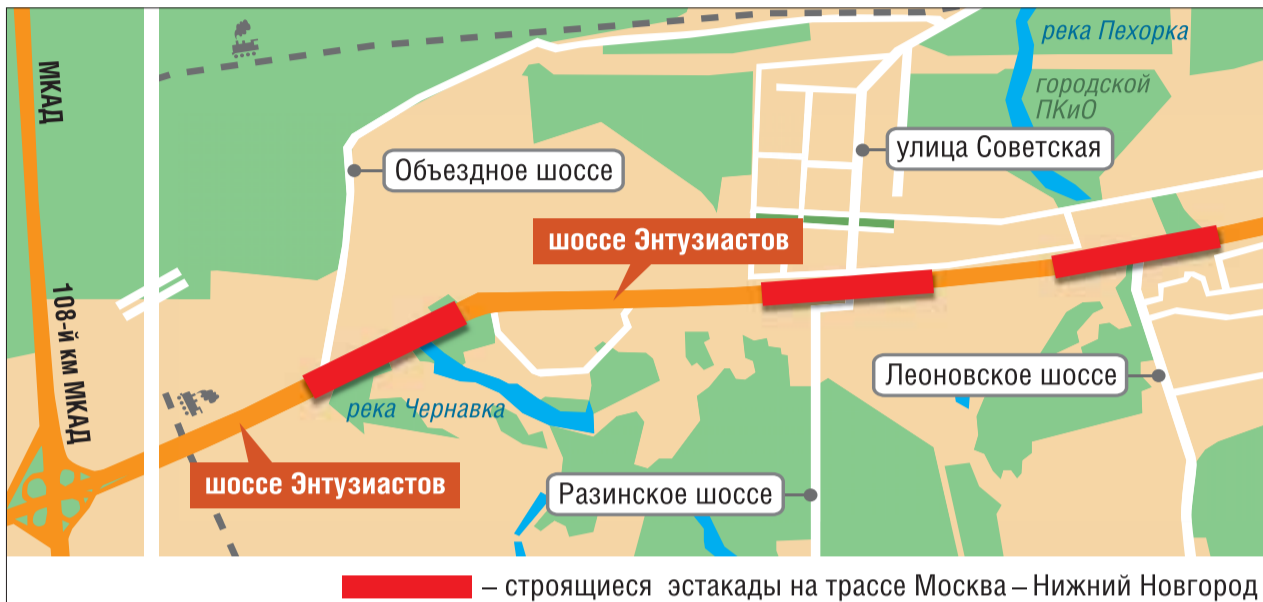 река Пехорка
МКАД
городской
ПКиО
улица Советская
Объездное шоссе
шоссе Энтузиастов
108-й км МКАД
Леоновское шоссе
река Чернавка
шоссе Энтузиастов
Разинское шоссе
– строящиеся эстакады на трассе Москва – Нижний Новгород